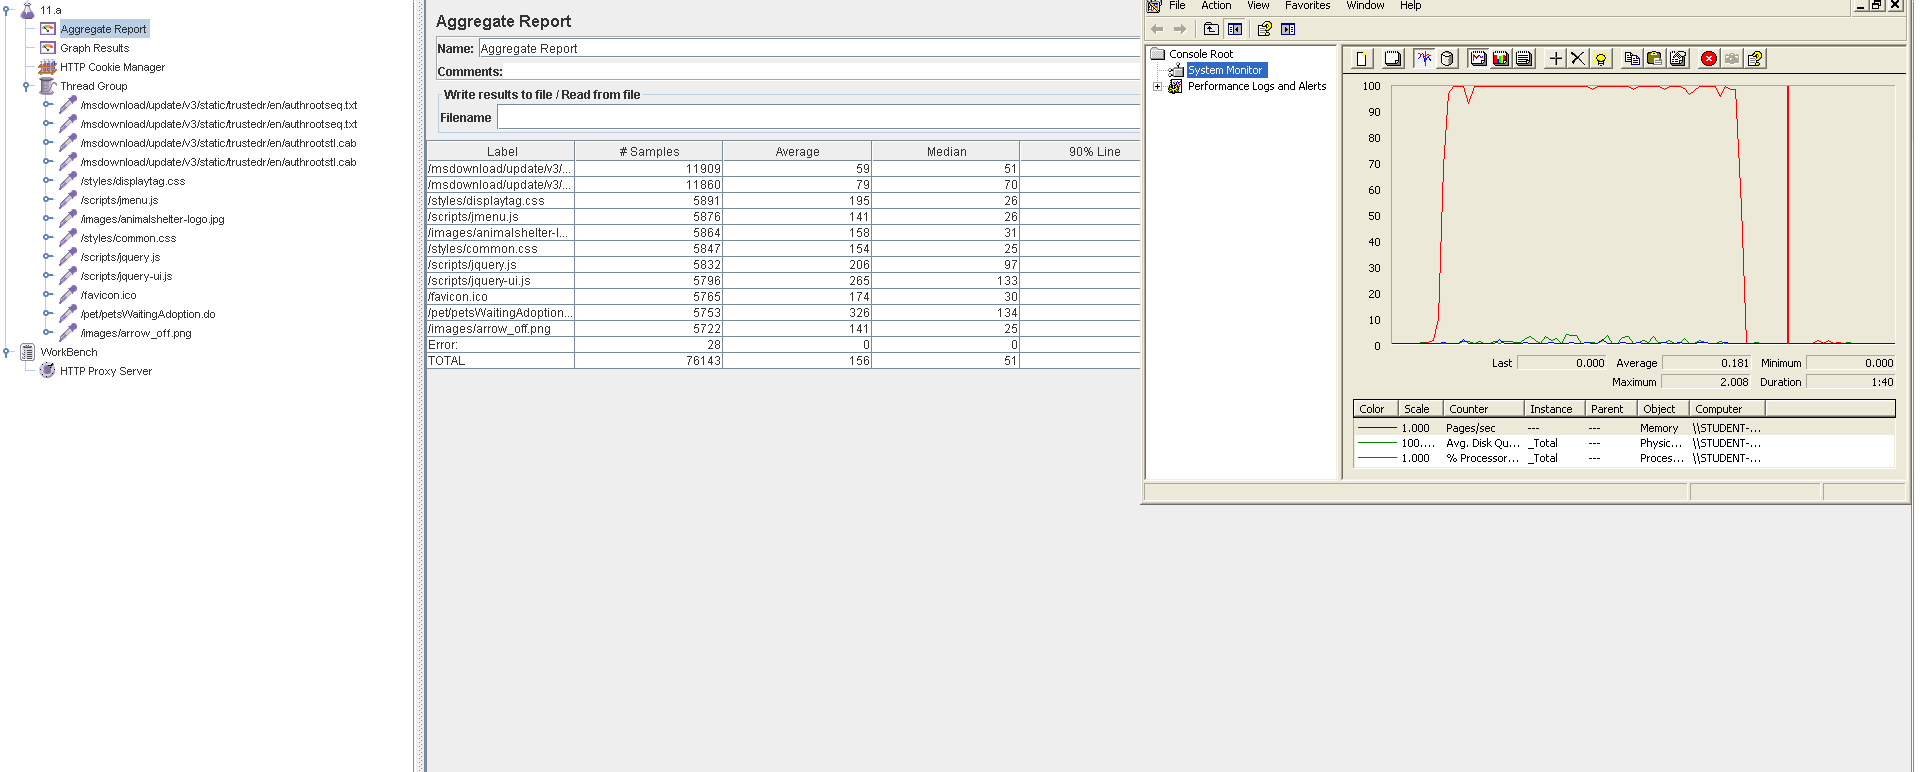 11.a
Aggregate Report
Graph Results
HTTP Cookie Manager
Thread Group
/msdownload/update/v3/static/trustedr/en/authrootseq.txt
/msdownload/update/v3/static/trustedr/en/authrootseq.txt
/msdownload/update/v3/static/trustedr/en/authrootstl.cab
/msdownload/update/v3/static/trustedr/en/authrootstl.cab
/styles/displaytag.css
/scripts/jmenu.js
/images/animalshelter-logo.jpg
/styles/common.css
/scripts/jquery.js
/scripts/jquery-ui.js
/favicon.ico
/pet/petsWaitingAdoption.do
/images/arrow_off.png
WorkBench
HTTP Proxy Server
Aggregate Report
Name: Aggregate Report
Comments:
Write results to file / Read from file
Filename
Label # Samples Average Median 90% Line
/msdownload/update/v3/... 11909 59 51
/msdownload/update/v3/... 11860 79 70
/styles/displaytag.css 5891 195 26
/scripts/jmenu.js 5876 141 26
/images/animalshelter-l... 5864 158 31
/styles/common.css 5847 154 25
/scripts/jquery.js 5832 206 97
/scripts/jquery-ui.js 5796 265 133
/favicon.ico 5765 174 30
/pet/petsWaitingAdoption... 5753 326 134
/images/arrow_off.png 5722 141 25
Error: 28 0 0
TOTAL 76143 156 51
File Action View Favorites Window Help
Console Root
System Monitor
Performance Logs and Alerts
100
90
80
70
60
50
40
30
20
10
0
Last 0.000 Average 0.181 Minimum 0.000
Maximum 2.008 Duration 1:40
Color Scale Counter Instance Parent Object Computer
1.000 Pages/sec --- --- Memory \\STUDENT-...
100.... Avg. Disk Qu... _Total --- Physic... \\STUDENT-...
1.000 % Processor... _Total --- Proces... \\STUDENT-...